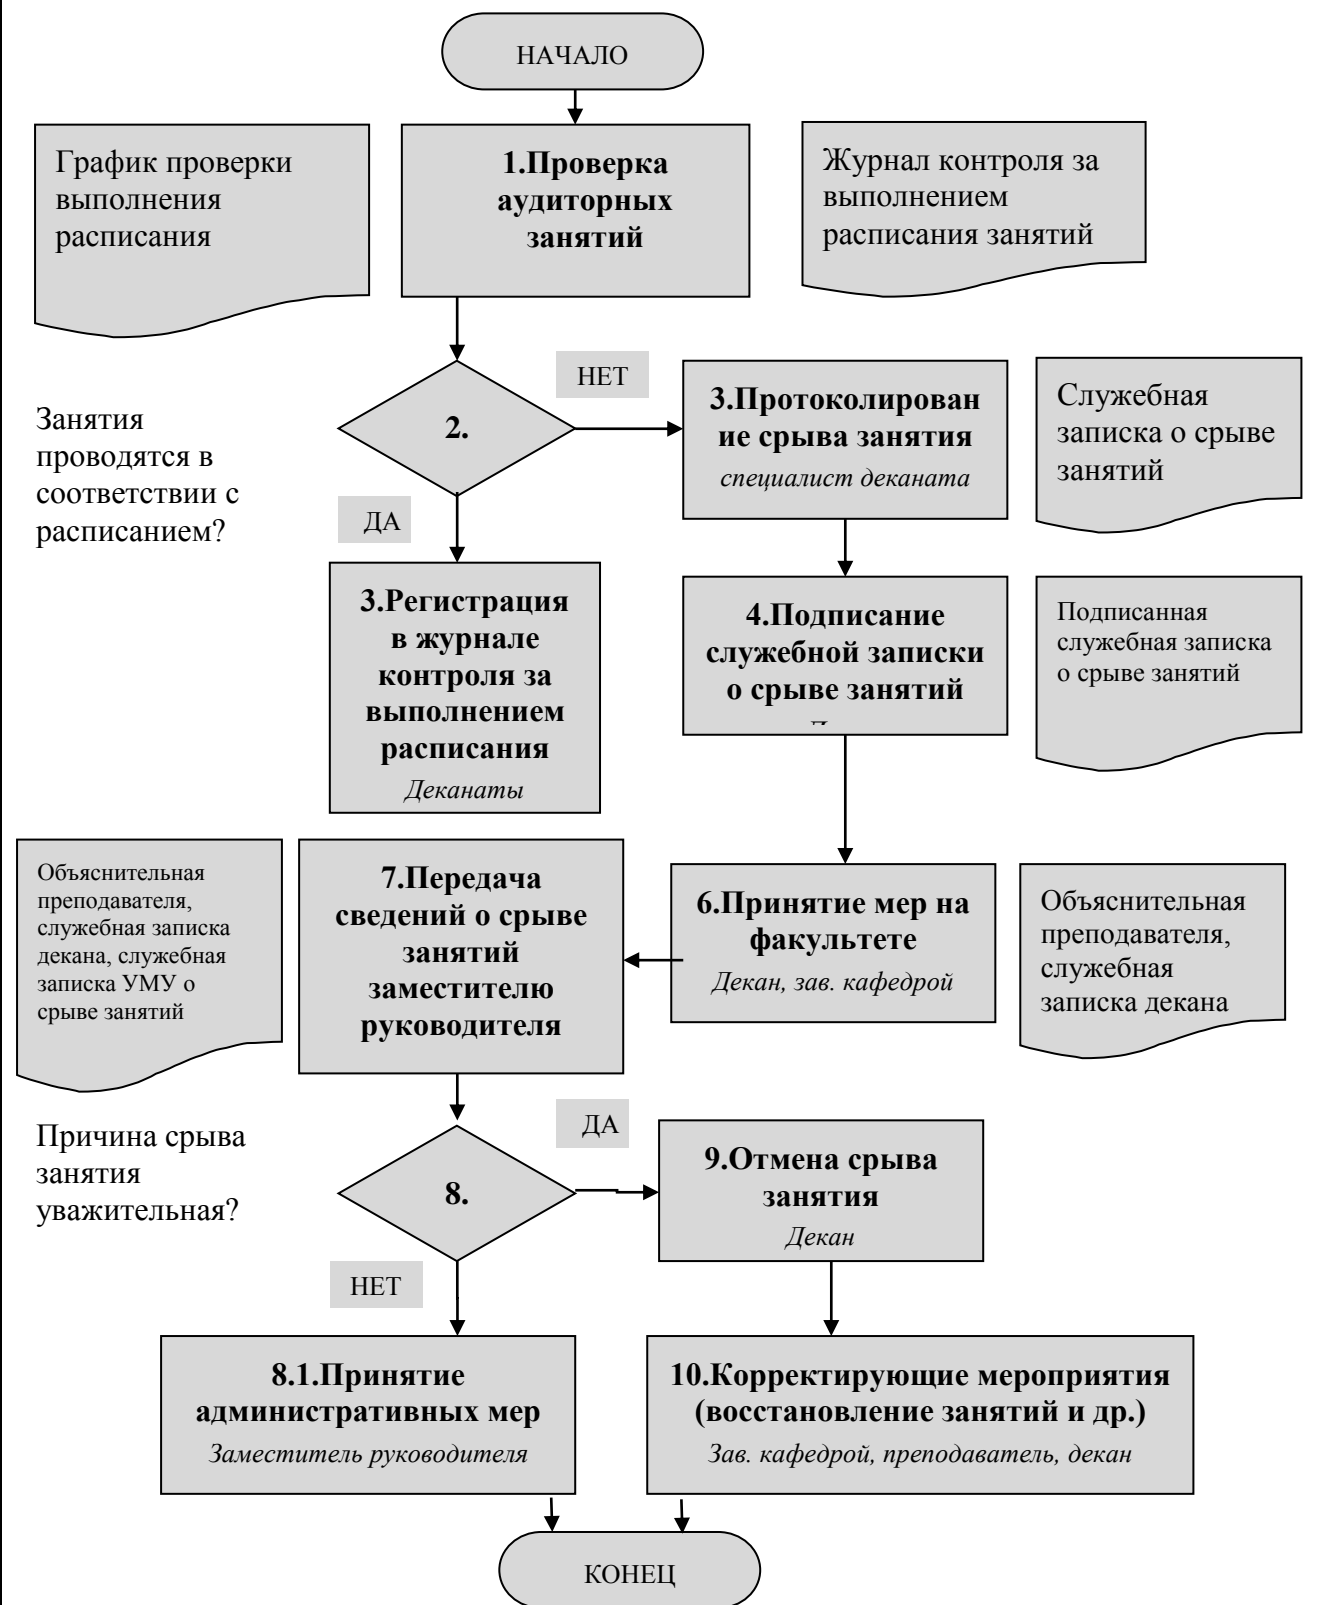 НАЧАЛО
График проверки
выполнения
расписания
1.Проверка
аудиторных
занятий
Журнал контроля за
выполнением
расписания занятий
Занятия
проводятся в
соответствии с
расписанием?
2.
НЕТ
3.Протоколирован
ие срыва занятия
специалист деканата
Служебная
записка о срыве
занятий
ДА
3.Регистрация
в журнале
контроля за
выполнением
расписания
Деканаты
4.Подписание
служебной записки
о срыве занятий
Подписанная
служебная записка
о срыве занятий
Объяснительная
преподавателя,
служебная записка
декана, служебная
записка УМУ о
срыве занятий
7.Передача
сведений о срыве
занятий
заместителю
руководителя
6.Принятие мер на
факультете
Декан, зав. кафедрой
Объяснительная
преподавателя,
служебная
записка декана
Причина срыва
занятия
уважительная?
8.
ДА
9.Отмена срыва
занятия
Декан
НЕТ
8.1.Принятие
административных мер
Заместитель руководителя
10.Корректирующие мероприятия
(восстановление занятий и др.)
Зав. кафедрой, преподаватель, декан
КОНЕЦ